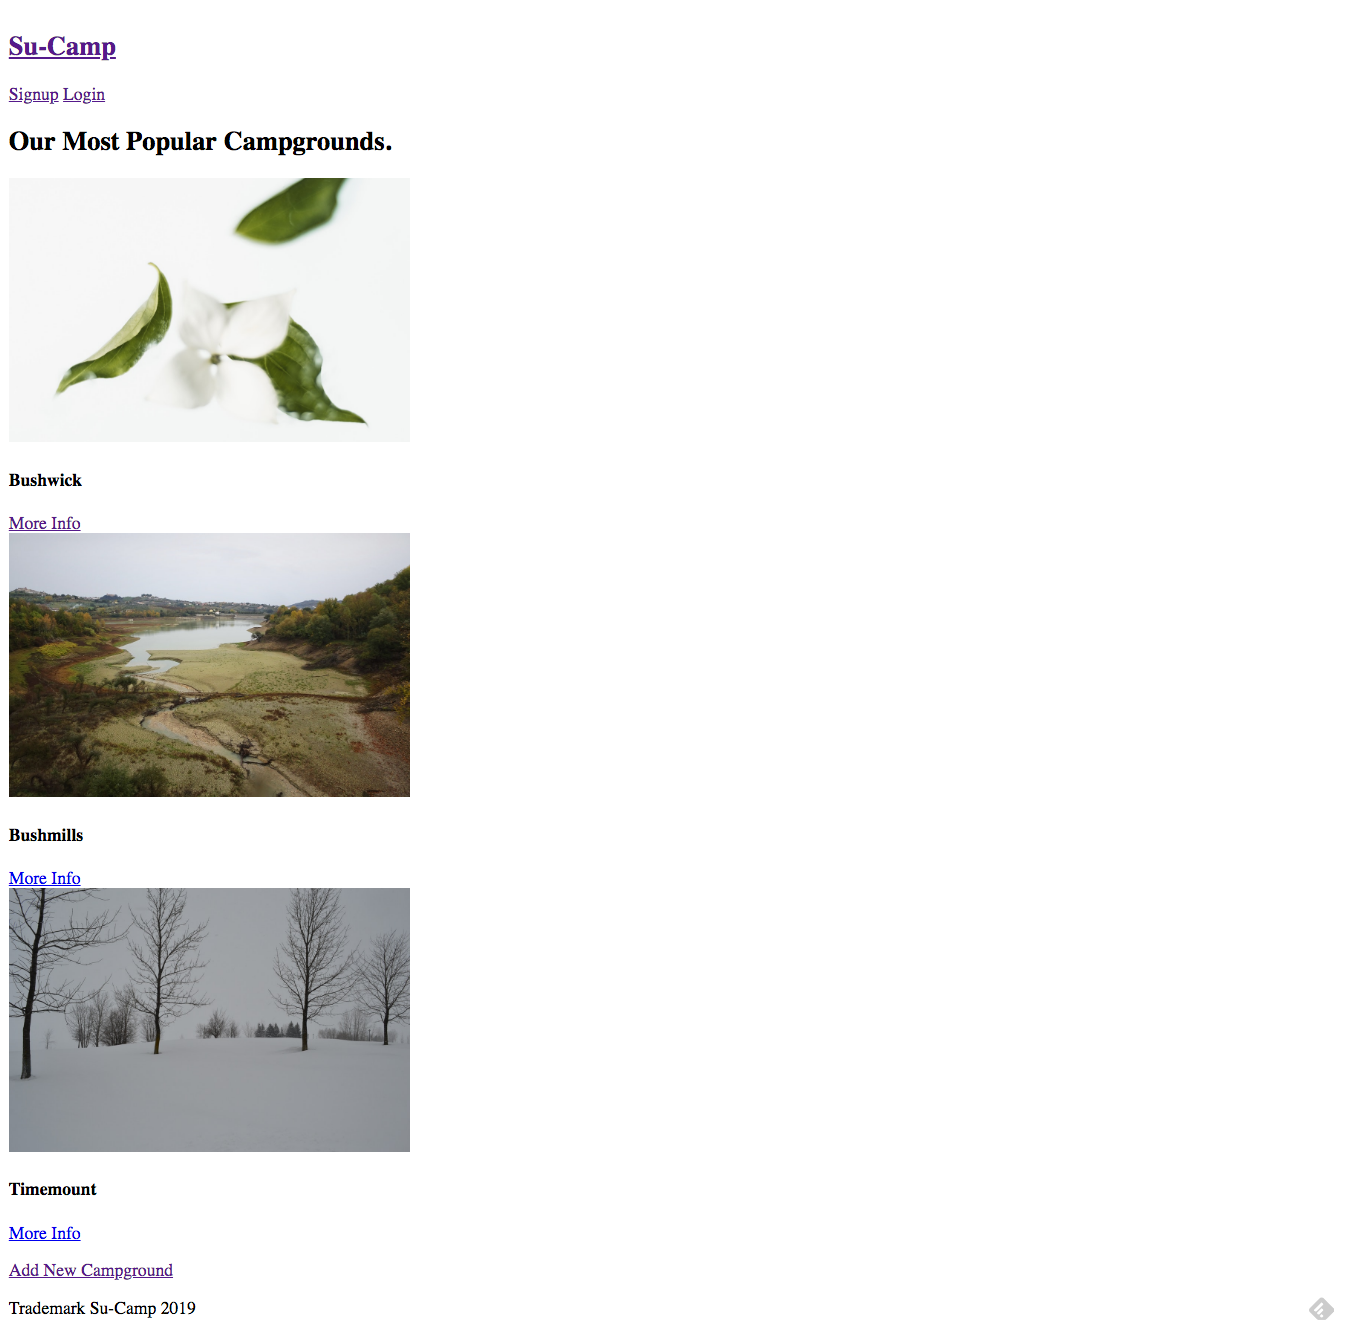 Su-Camp
Signup Login
Our Most Popular Campgrounds.
Bushwick
More Info
Bushmills
More Info
Timemount
More Info
Add New Campground
Trademark Su-Camp 2019